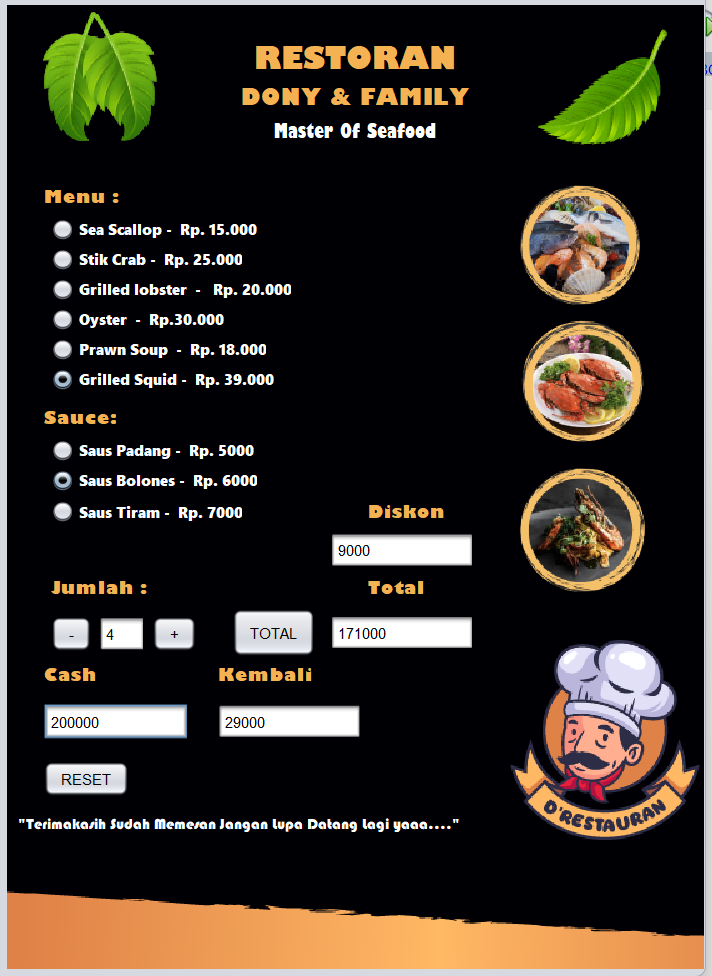 RESTORAN
DONY & FAMILY
Master Of Seafood
Menu :
Sea Scallop - Rp. 15.000
Stik Crab - Rp. 25.000
Grilled lobster - Rp. 20.000
Oyster - Rp.30.000
Prawn Soup - Rp. 18.000
Grilled Squid - Rp. 39.000
Sauce:
Saus Padang - Rp. 5000
Saus Bolones - Rp. 6000
Saus Tiram - Rp. 7000
Diskon
9000
Jumlah :
Total
- 4 + TOTAL 171000
Cash Kembali
200000 29000
RESET
D'RESTAURAN
"Terimakasih Sudah Memesan Jangan Lupa Datang Lagi yaaa...."